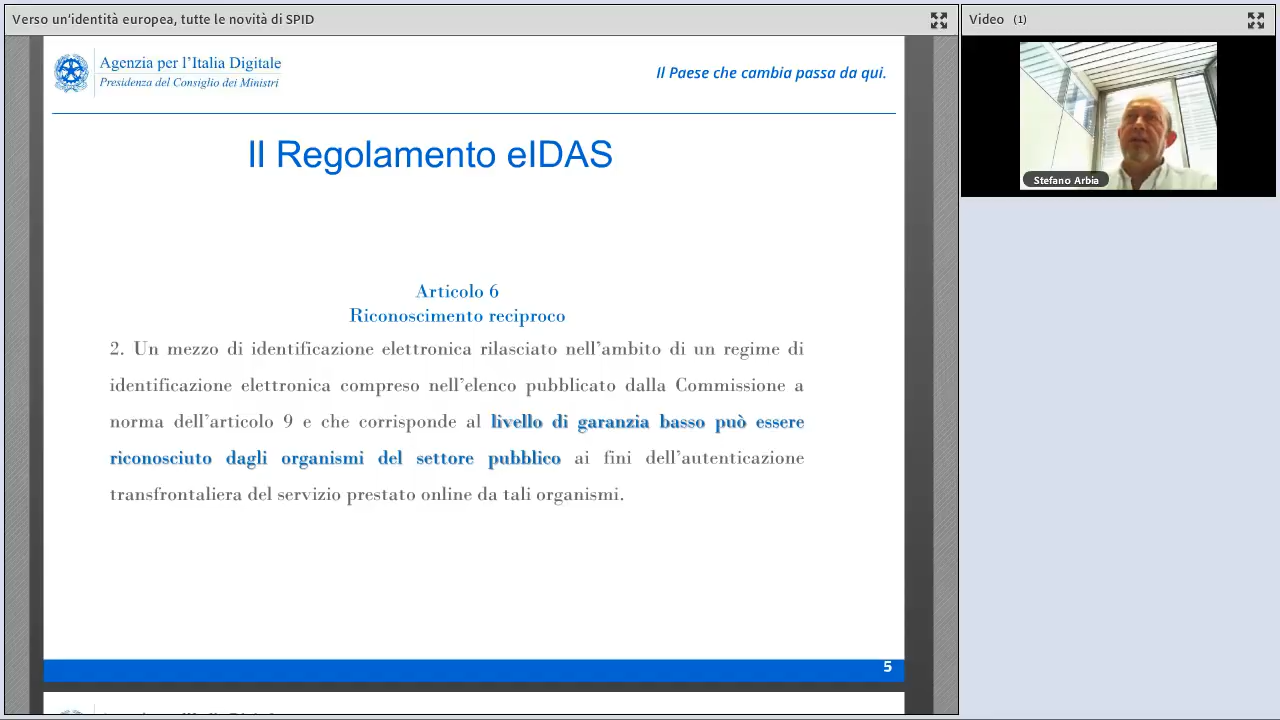 Verso un'identità europea, tutte le novità di SPID
Video (1)
Agenzia per l'Italia Digitale
Presidenza del Consiglio dei Ministri
Il Paese che cambia passa da qui.
Stefano Arbia
Il Regolamento eIDAS
Articolo 6
Riconoscimento reciproco
2. Un mezzo di identificazione elettronica rilasciato nell'ambito di un regime di
identificazione elettronica compreso nell'elenco pubblicato dalla Commissione a
norma dell'articolo 9 e che corrisponde al livello di garanzia basso può essere
riconosciuto dagli organismi del settore pubblico ai fini dell'autenticazione
transfrontaliera del servizio prestato online da tali organismi.
5